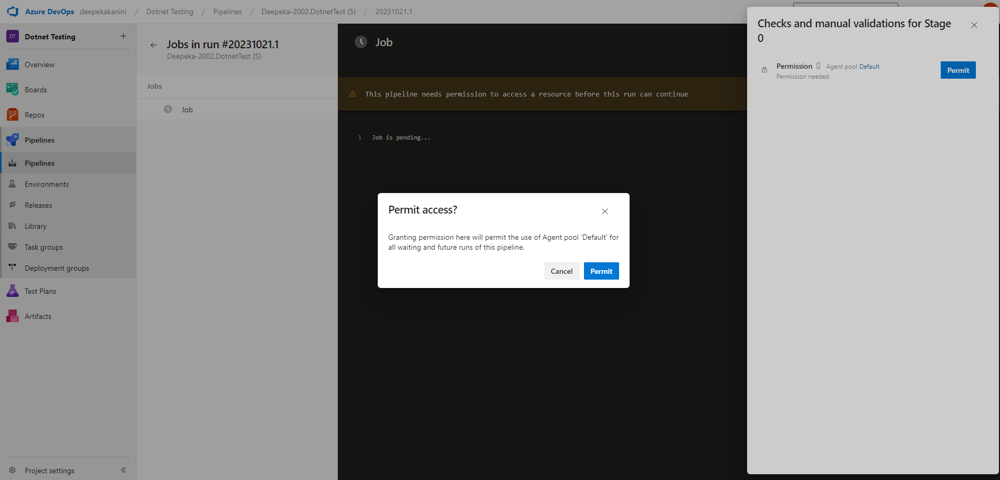 Azure DevOps deepekakanini / Dotnet Testing / Pipelines / Deepeka-2002.DotnetTest (5) / 20231021.1
DT Dotnet Testing +
Overview
Boards
Repos
Pipelines
Pipelines
Environments
Releases
Library
Task groups
Deployment groups
Test Plans
Artifacts
Project settings
Jobs in run #20231021.1
Deepeka-2002.DotnetTest (5)
Jobs
Job
Job
This pipeline needs permission to access a resource before this run can continue
1 Job is pending...
Permit access?
Granting permission here will permit the use of Agent pool 'Default' for
all waiting and future runs of this pipeline.
Cancel Permit
Checks and manual validations for Stage
0
Permission Agent pool Default
Permission needed
Permit